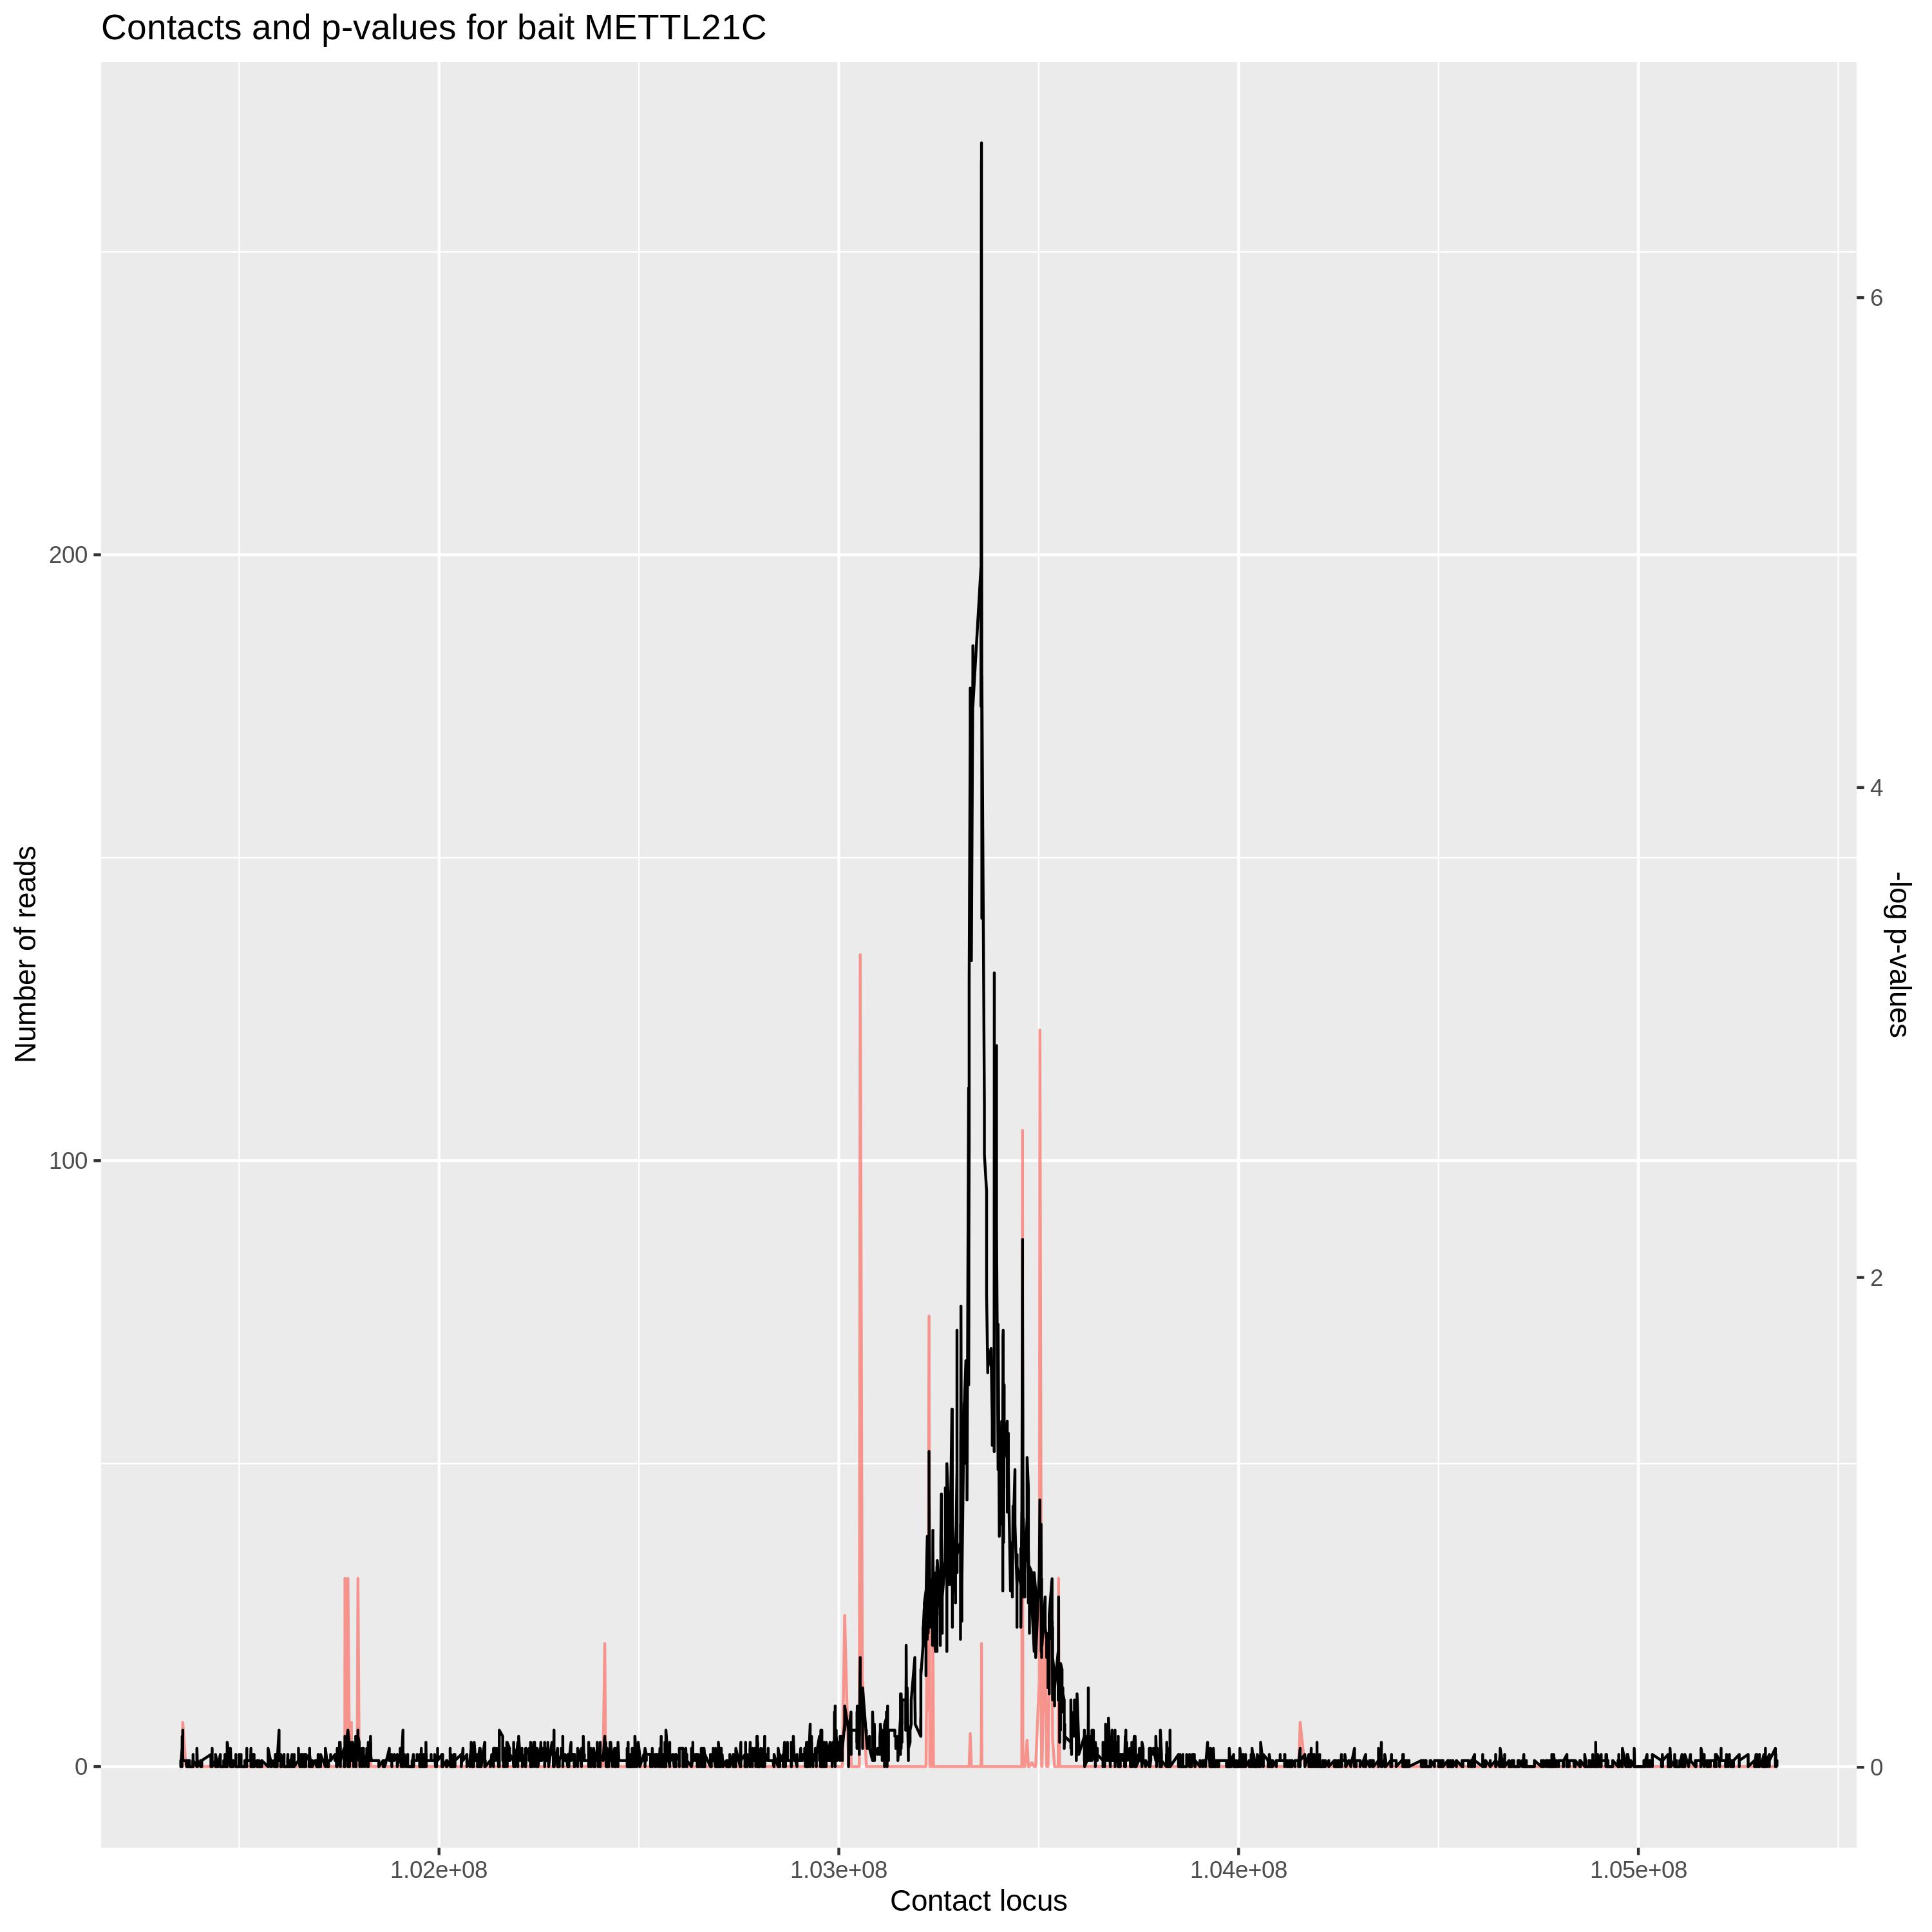 Contacts and p-values for bait METTL21C
Number of reads
200
100
0
6
4
2
0
-log p-values
1.02e+08 1.03e+08 1.04e+08 1.05e+08
Contact locus